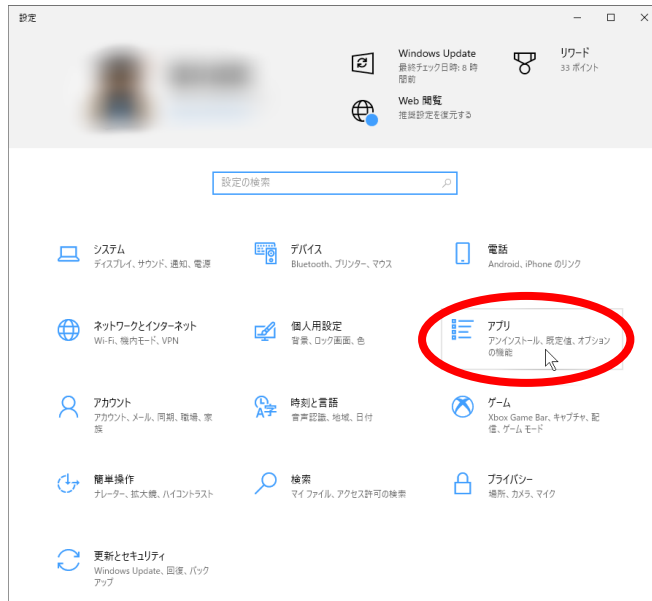 設定
Windows Update
最終チェック日時: 8 時
間前
リワード
33 ポイント
Web 閲覧
推奨設定を復元する
設定の検索
システム
ディスプレイ、サウンド、通知、電源
デバイス
Bluetooth、プリンター、マウス
電話
Android、iPhone のリンク
ネットワークとインターネット
Wi-Fi、機内モード、VPN
個人用設定
背景、ロック画面、色
アプリ
アンインストール、既定値、オプション
の機能
アカウント
アカウント、メール、同期、職場、家
族
時刻と言語
音声認識、地域、日付
ゲーム
Xbox Game Bar、キャプチャ、配
信、ゲーム モード
簡単操作
ナレーター、拡大鏡、ハイコントラスト
検索
マイ ファイル、アクセス許可の検索
プライバシー
場所、カメラ、マイク
更新とセキュリティ
Windows Update、回復、バック
アップ